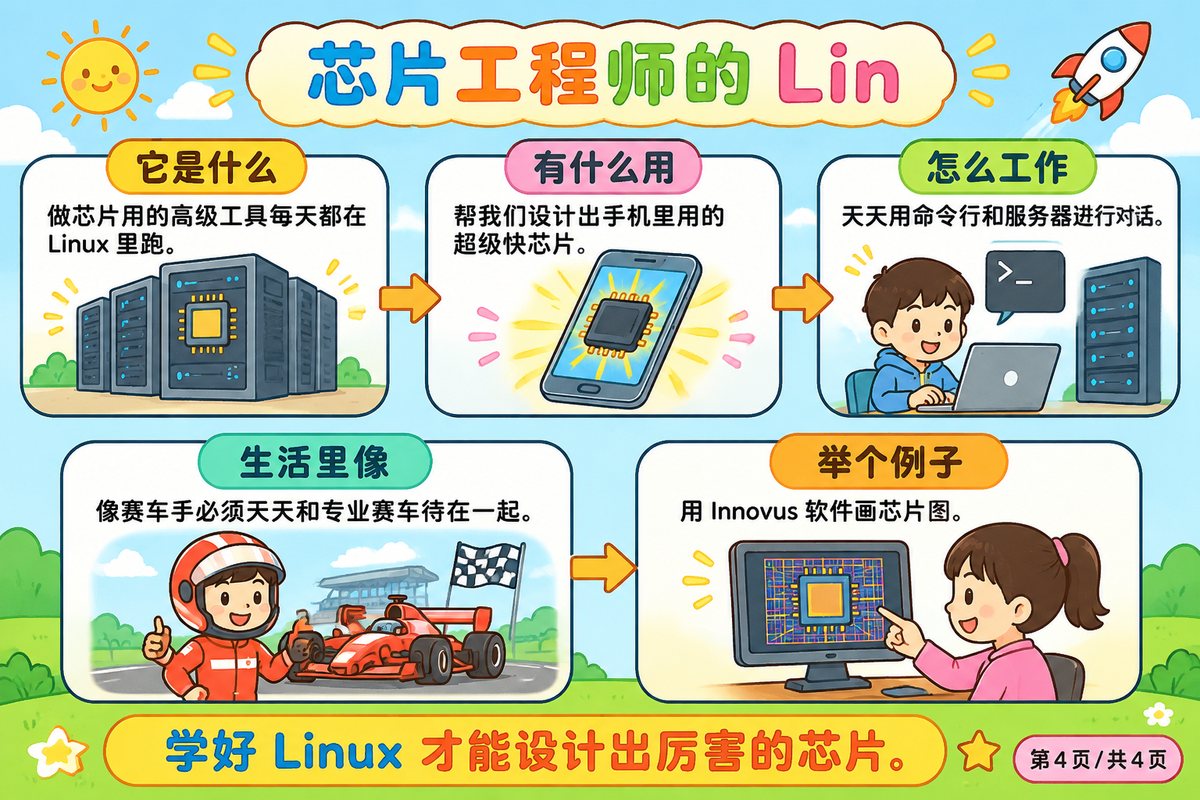 芯片工程师的 Lin
它是什么
做芯片用的高级工具每天都在
Linux 里跑。
有什么用
帮我们设计出手机里用的
超级快芯片。
怎么工作
天天用命令行和服务器进行对话。
>_
生活里像
像赛车手必须天天和专业赛车待在一起。
举个例子
用 Innovus 软件画芯片图。
学好 Linux 才能设计出厉害的芯片。
第4页/共4页